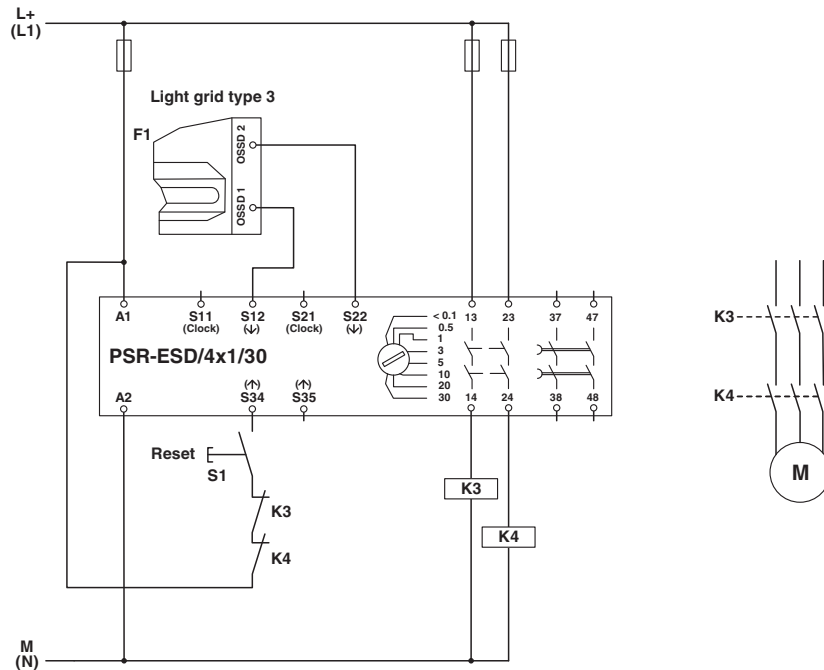 L+
(L1)
Light grid type 3
F1
OSSD 2
OSSD 1
A1
S11
(Clock)
S12
(↓)
S21
(Clock)
S22
(↓)
< 0.1
0.5
1
3
5
10
20
30
13
23
37
47
PSR-ESD/4x1/30
A2
(↑)
S34
(↑)
S35
14
24
38
48
Reset
S1
K3
K4
K3
K4
K3
K4
M
M
(N)